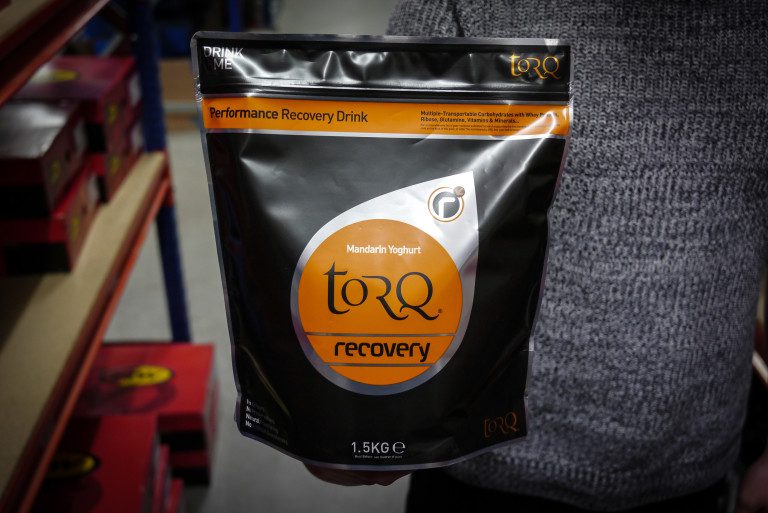 DRINK
ME
torq
Performance Recovery Drink
Multiple-Transportable Carbohydrates with Whey Protein,
Ribose, Glutamine, Vitamins & Minerals...
r
Mandarin Yoghurt
torq®
recovery
torq
1.5KG ℮